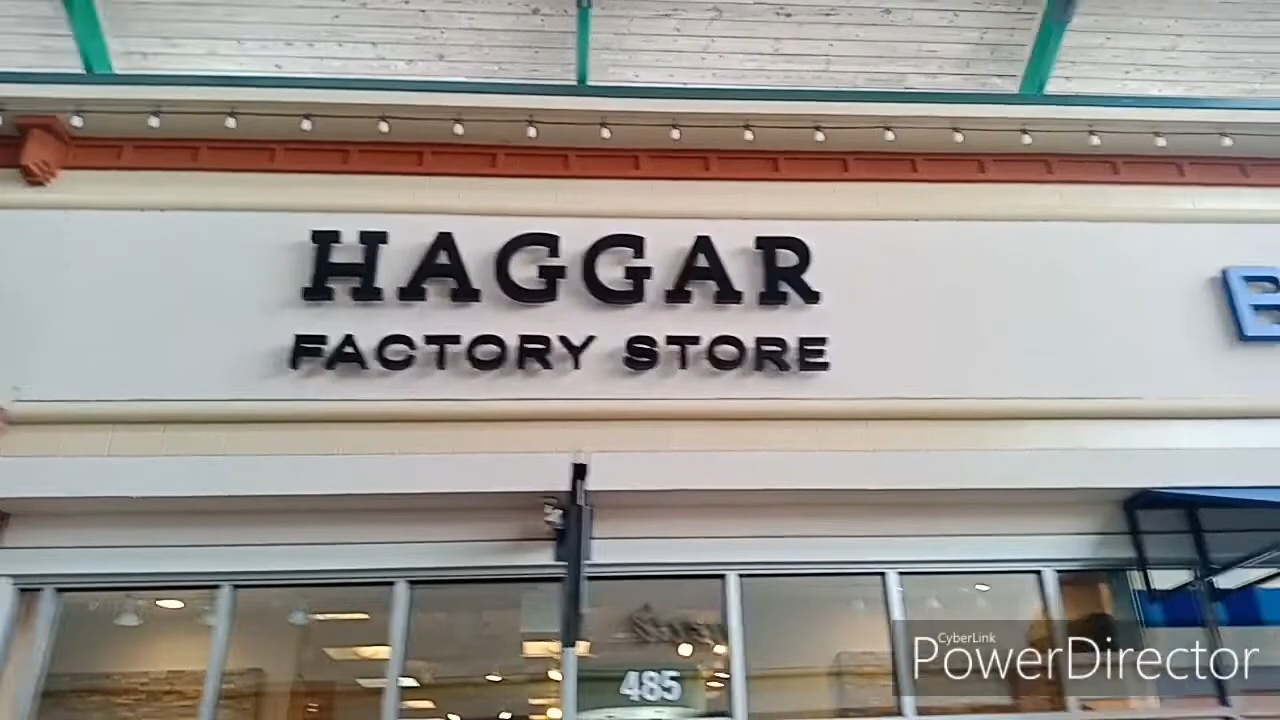 HAGGAR
FACTORY STORE
485
CyberLink
PowerDirector